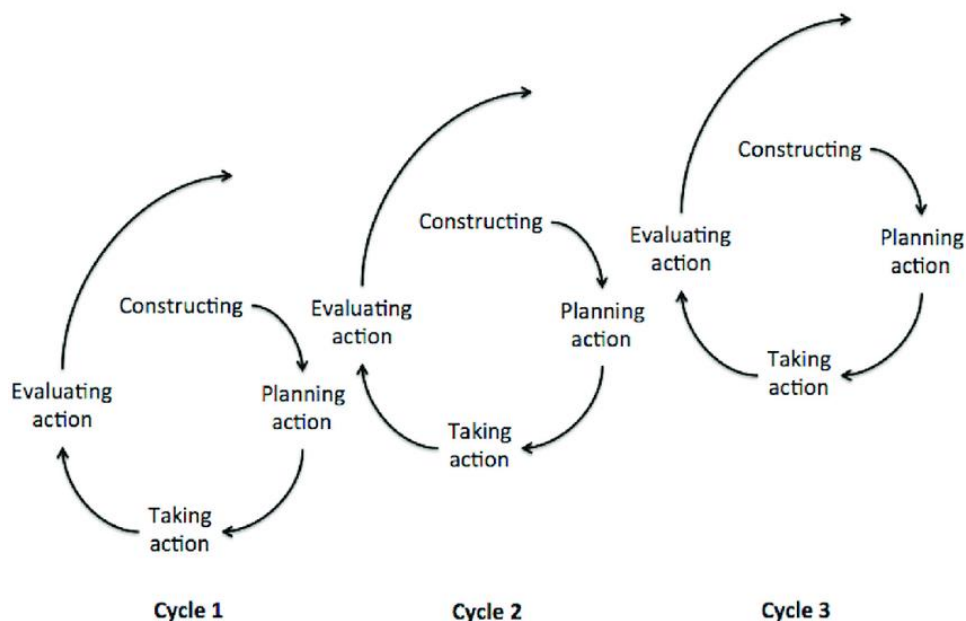 Constructing
Planning
action
Taking
action
Evaluating
action
Cycle 1
Constructing
Planning
action
Taking
action
Evaluating
action
Cycle 2
Constructing
Planning
action
Taking
action
Evaluating
action
Cycle 3